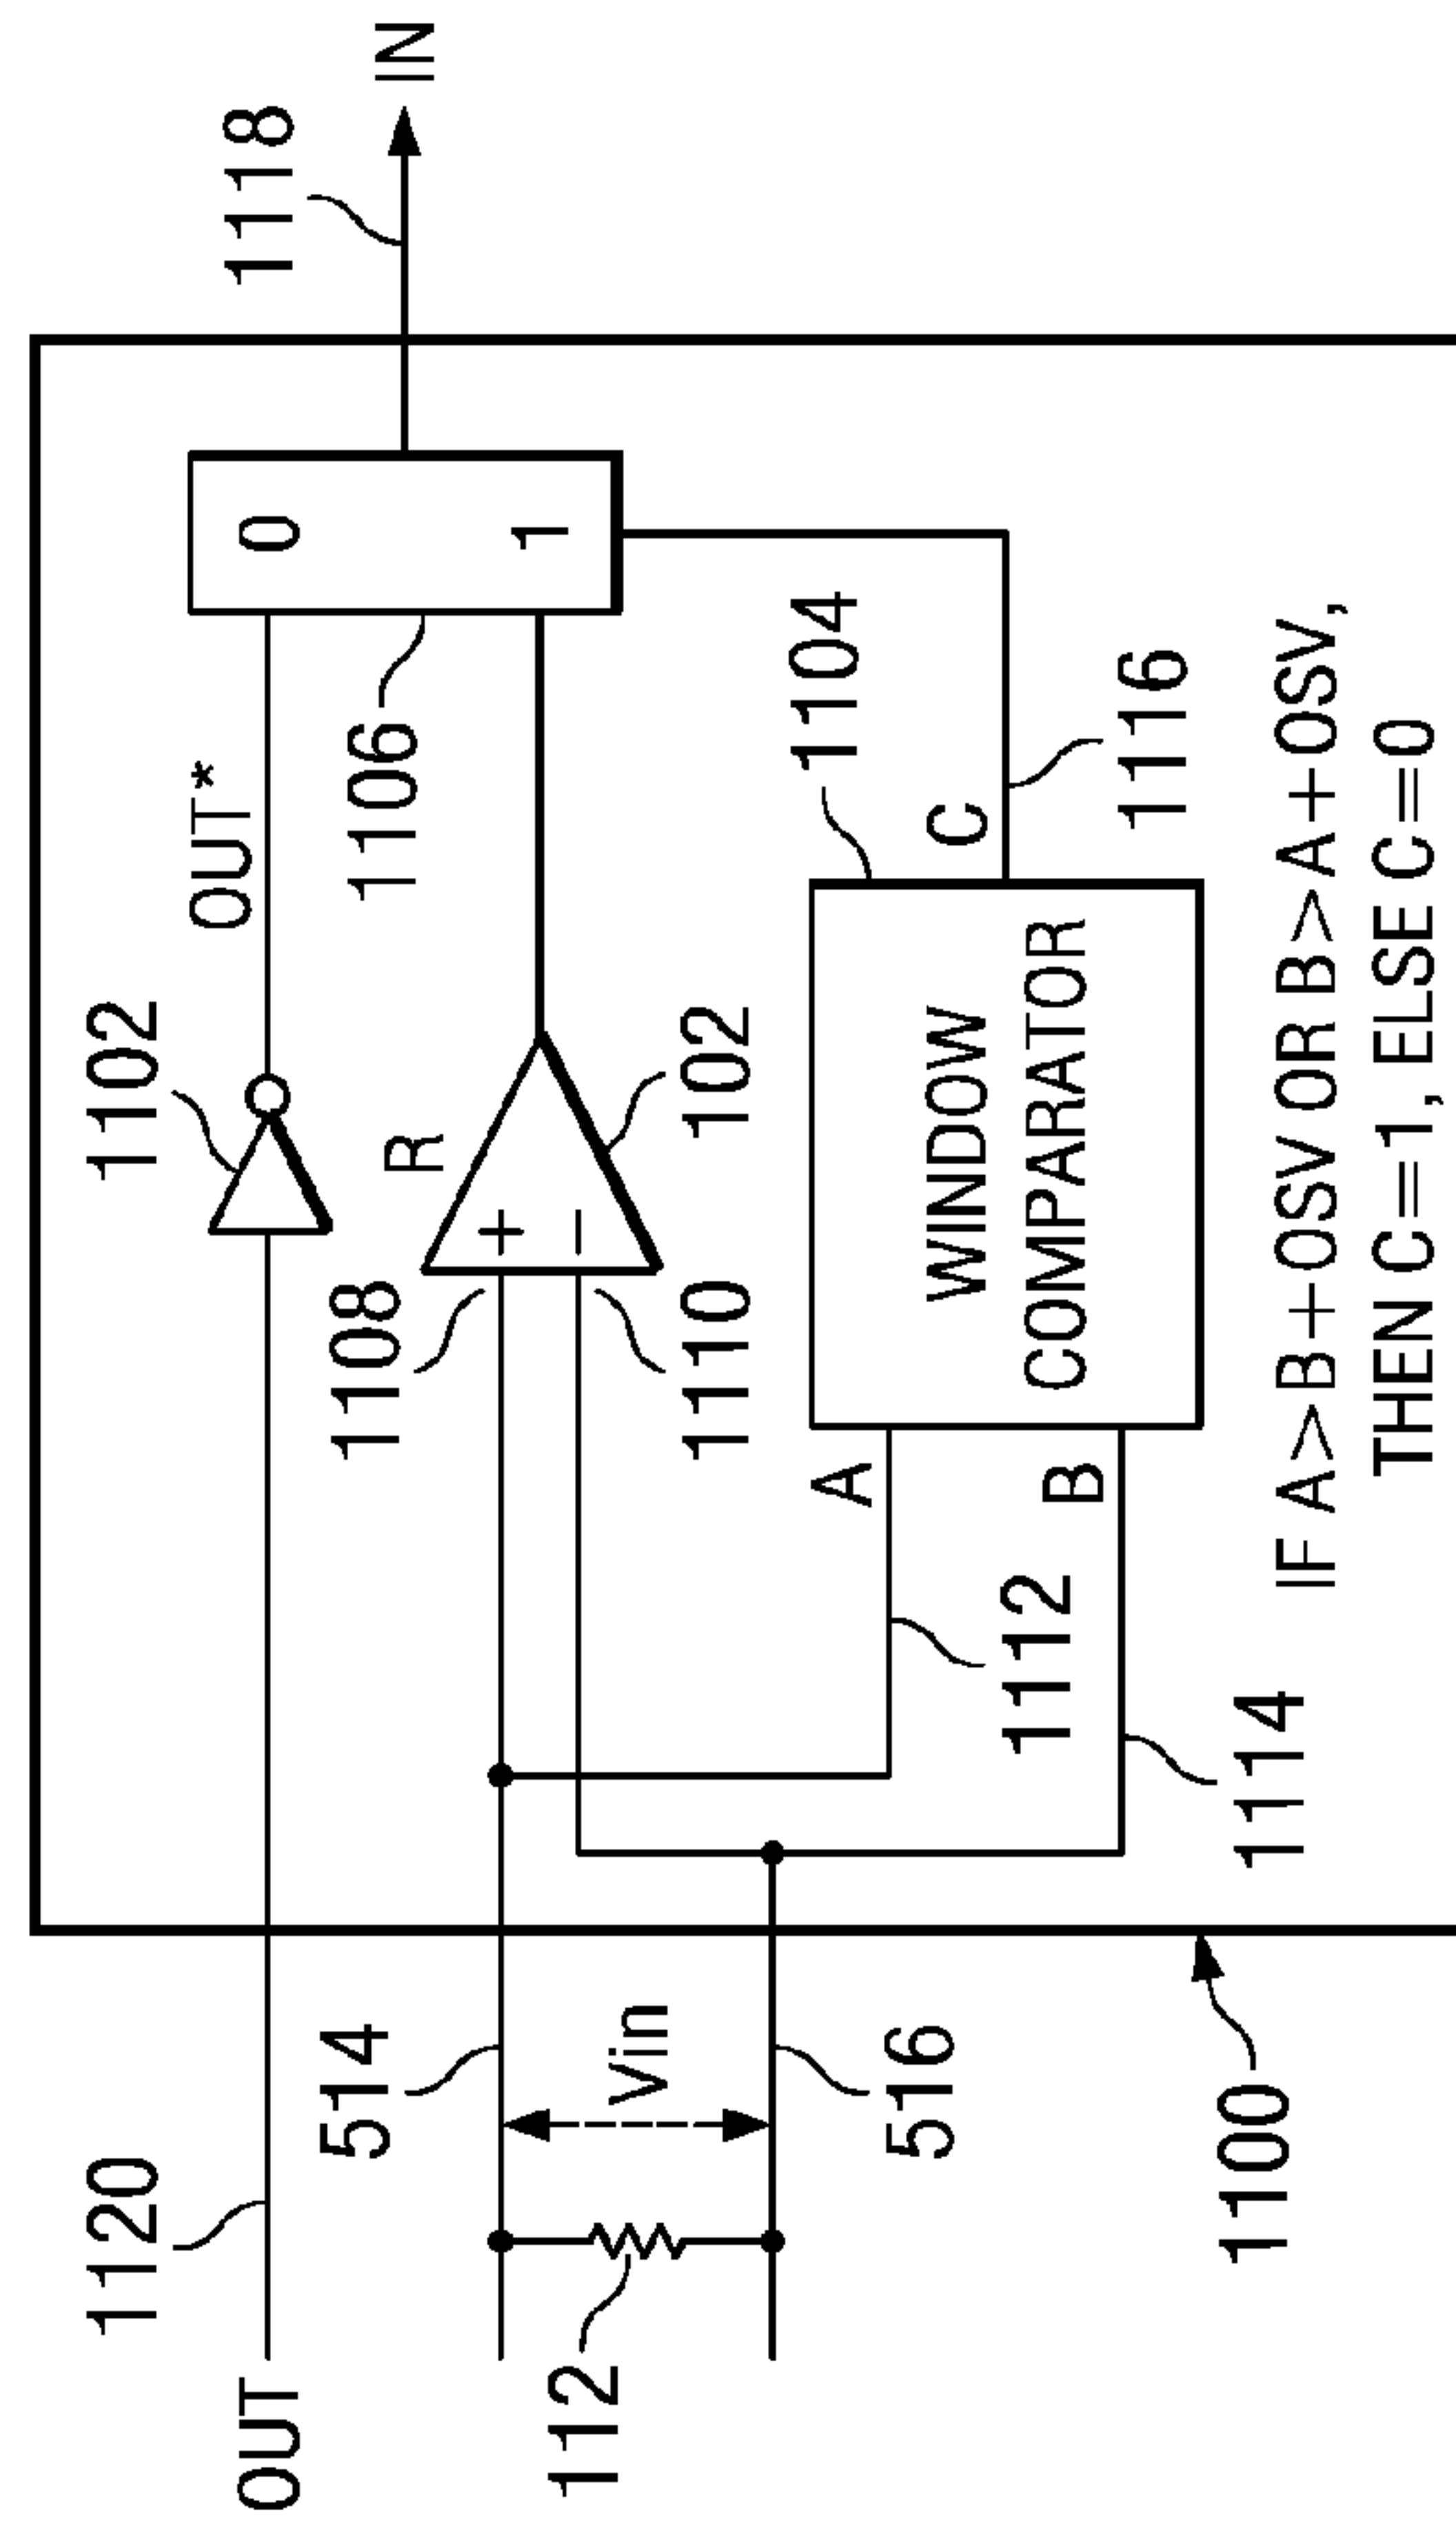 1120
OUT
1102
OUT*
514
1108
R
1106
0
1118
IN
112
Vin
+
−
102
1
1110
516
1112
A
1104
WINDOW
COMPARATOR
C
B
1114
1116
1100
IF A>B+OSV OR B>A+OSV,
THEN C=1, ELSE C=0